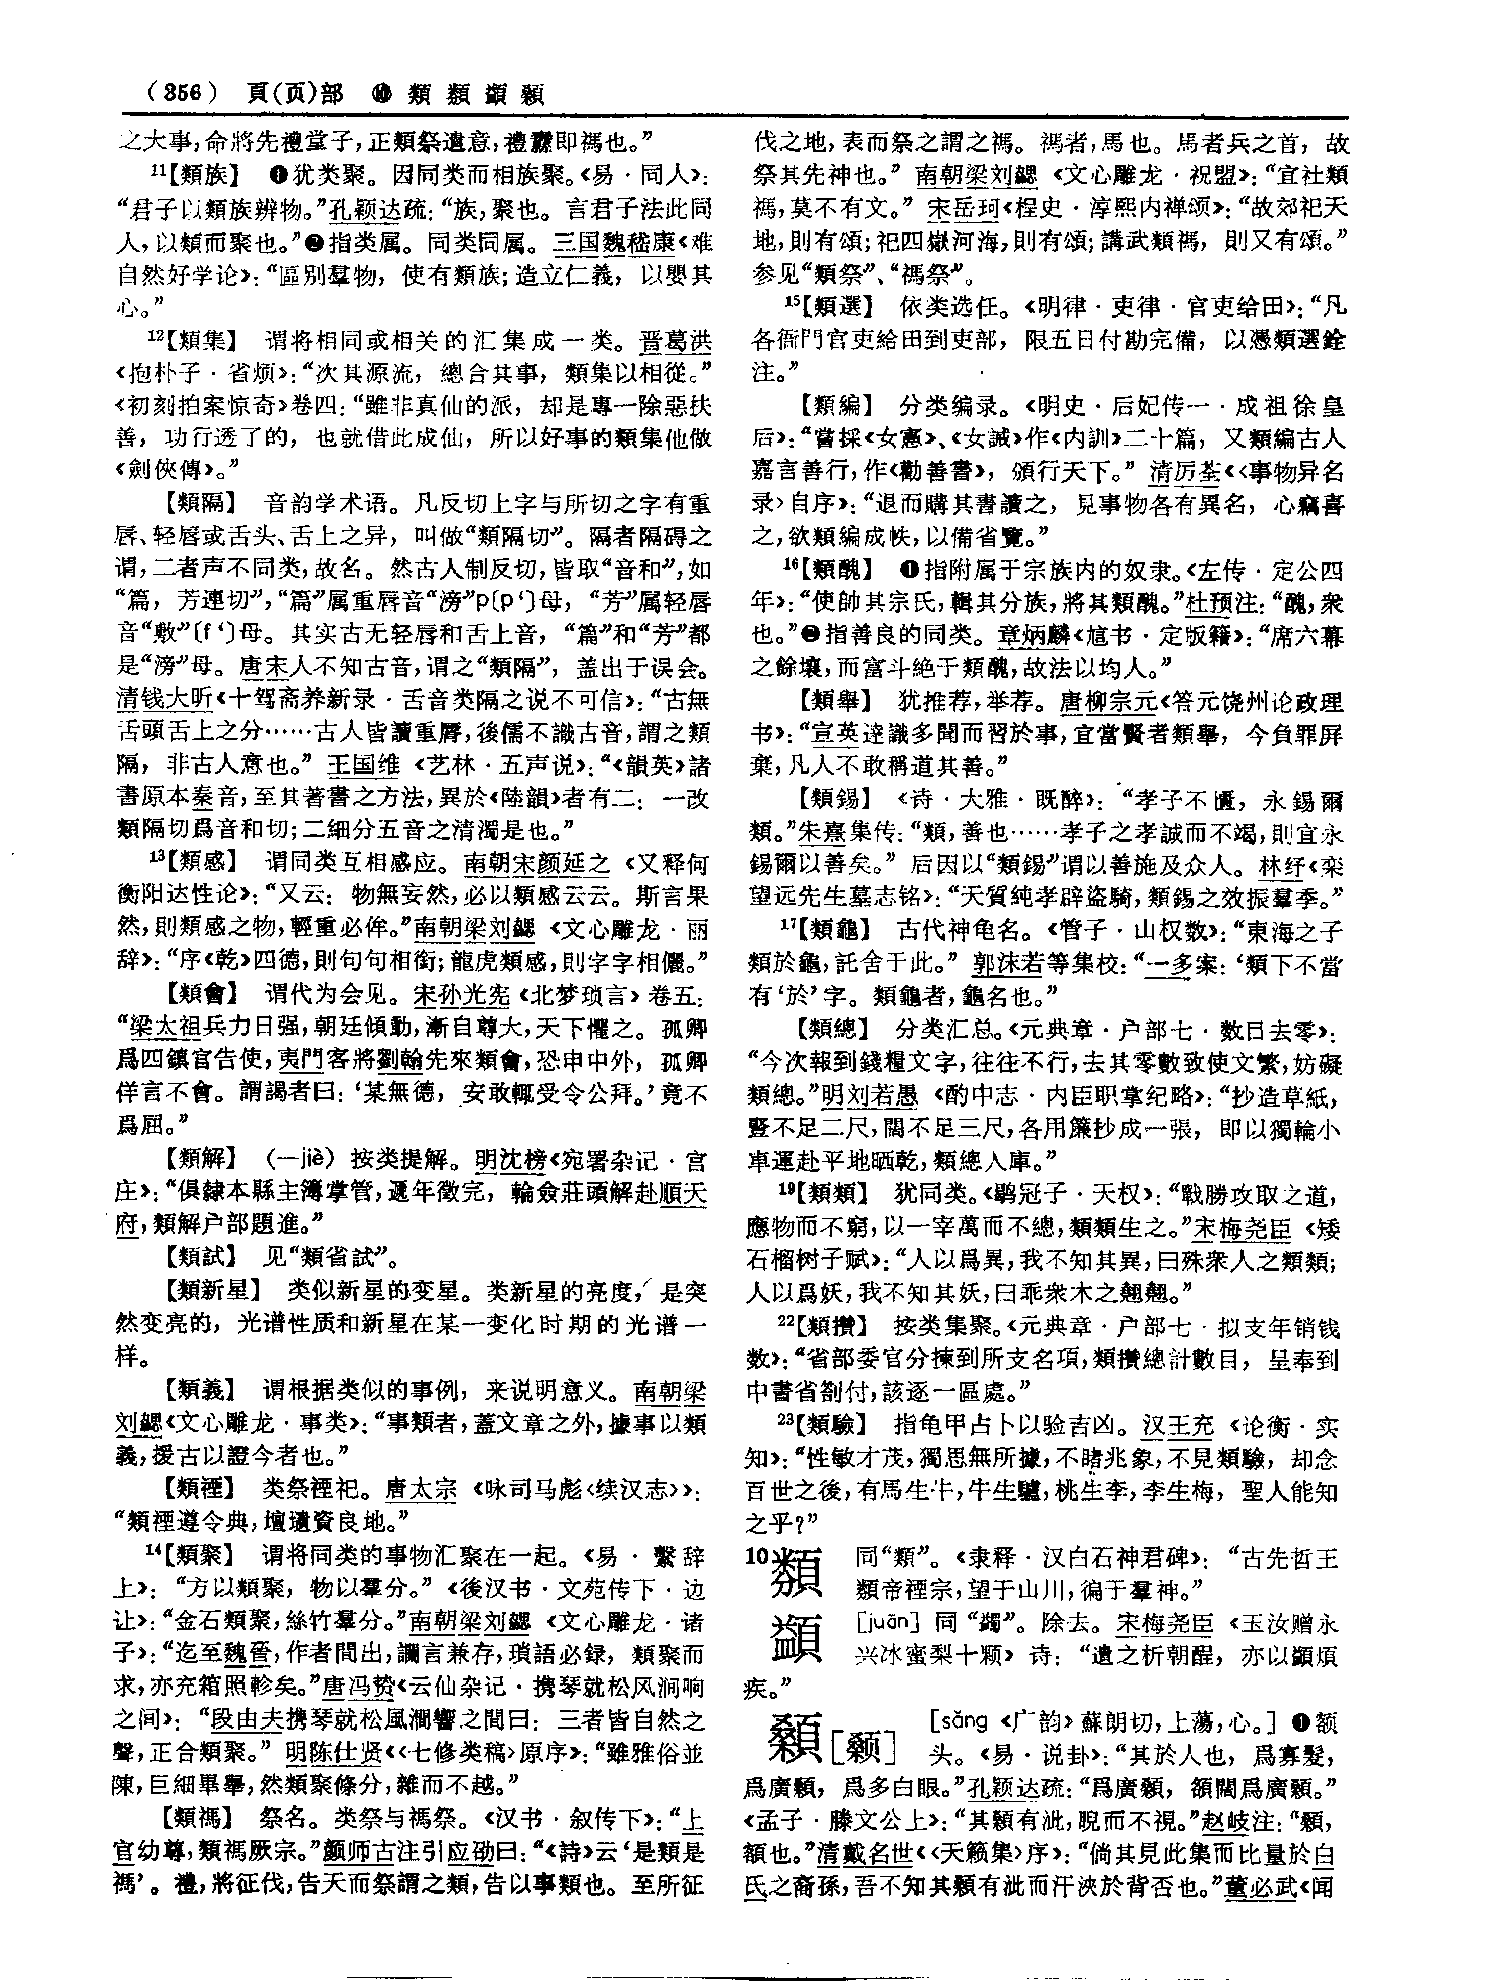 (356) 頁(页)部 ❿ 類 𩔖 䫅 顙
之大事,命將先禮堂子,正類祭遺意,禮纛即禡也。”
¹¹【類族】 ❶犹类聚。因同类而相族聚。《易·同人》:
“君子以類族辨物。”孔颖达疏:“族,聚也。言君子法此同
人,以類而聚也。”❷指类属。同类同属。三国魏嵇康《难
自然好学论》:“區别羣物,使有類族;造立仁義,以嬰其
心。”
¹²【類集】 谓将相同或相关的汇集成一类。晋葛洪
《抱朴子·省烦》:“次其源流,總合其事,類集以相從。”
《初刻拍案惊奇》卷四:“雖非真仙的派,却是專一除惡扶
善,功行透了的,也就借此成仙,所以好事的類集他做
《劍俠傳》。”
【類隔】 音韵学术语。凡反切上字与所切之字有重
唇、轻唇或舌头、舌上之异,叫做“類隔切”。隔者隔碍之
谓,二者声不同类,故名。然古人制反切,皆取“音和”,如
“篇,芳連切”,“篇”属重唇音“滂”p〔p‘〕母,“芳”属轻唇
音“敷”〔f‘〕母。其实古无轻唇和舌上音,“篇”和“芳”都
是“滂”母。唐宋人不知古音,谓之“類隔”,盖出于误会。
清钱大昕《十驾斋养新录·舌音类隔之说不可信》:“古無
舌頭舌上之分……古人皆讀重脣,後儒不識古音,謂之類
隔,非古人意也。”王国维《艺林·五声说》:“《韻英》諸
書原本秦音,至其著書之方法,異於《陸韻》者有二:一改
類隔切爲音和切;二細分五音之清濁是也。”
¹³【類感】 谓同类互相感应。南朝宋颜延之《又释何
衡阳达性论》:“又云:物無妄然,必以類感云云。斯言果
然,則類感之物,輕重必侔。”南朝梁刘勰《文心雕龙·丽
辞》:“序《乾》四德,則句句相銜;龍虎類感,則字字相儷。”
【類會】 谓代为会见。宋孙光宪《北梦琐言》卷五:
“梁太祖兵力日强,朝廷傾動,漸自尊大,天下懼之。孤卿
爲四鎮官告使,夷門客將劉翰先來類會,恐申中外,孤卿
佯言不會。謂謁者曰:‘某無德,安敢輒受令公拜。’竟不
爲屈。”
【類解】 (—jiè)按类提解。明沈榜《宛署杂记·宫
庄》:“俱隸本縣主簿掌管,遞年徵完,輪僉莊頭解赴順天
府,類解户部題進。”
【類試】 见“類省試”。
【類新星】 类似新星的变星。类新星的亮度,是突
然变亮的,光谱性质和新星在某一变化时期的光谱一
样。
【類義】 谓根据类似的事例,来说明意义。南朝梁
刘勰《文心雕龙·事类》:“事類者,蓋文章之外,據事以類
義,援古以證今者也。”
【類禋】 类祭禋祀。唐太宗《咏司马彪〈续汉志〉》:
“類禋遵令典,壇壝資良地。”
¹⁴【類聚】 谓将同类的事物汇聚在一起。《易·繫辞
上》:“方以類聚,物以羣分。”《後汉书·文苑传下·边
让》:“金石類聚,絲竹羣分。”南朝梁刘勰《文心雕龙·诸
子》:“迄至魏晉,作者間出,讕言兼存,瑣語必録,類聚而
求,亦充箱照軫矣。”唐冯贽《云仙杂记·携琴就松风涧响
之间》:“段由夫携琴就松風澗響之間曰:三者皆自然之
聲,正合類聚。”明陈仕贤《〈七修类稿〉原序》:“雖雅俗並
陳,巨細畢舉,然類聚條分,雜而不越。”
【類禡】 祭名。类祭与禡祭。《汉书·叙传下》:“上
官幼尊,類禡厥宗。”颜师古注引应劭曰:“《詩》云‘是類是
禡’。禮,將征伐,告天而祭謂之類,告以事類也。至所征
伐之地,表而祭之謂之禡。禡者,馬也。馬者兵之首,故
祭其先神也。”南朝梁刘勰《文心雕龙·祝盟》:“宜社類
禡,莫不有文。”宋岳珂《桯史·淳熙内禅颂》:“故郊祀天
地,則有頌;祀四嶽河海,則有頌;講武類禡,則又有頌。”
参见“類祭”、“禡祭”。
¹⁵【類選】 依类选任。《明律·吏律·官吏给田》:“凡
各衙門官吏給田到吏部,限五日付勘完備,以憑類選銓
注。”
【類編】 分类编录。《明史·后妃传一·成祖徐皇
后》:“嘗採《女憲》、《女誡》作《内訓》二十篇,又類編古人
嘉言善行,作《勸善書》,頒行天下。”清厉荃《〈事物异名
录〉自序》:“退而購其書讀之,見事物各有異名,心竊喜
之,欲類編成帙,以備省覽。”
¹⁶【類醜】 ❶指附属于宗族内的奴隶。《左传·定公四
年》:“使帥其宗氏,輯其分族,將其類醜。”杜预注:“醜,衆
也。”❷指善良的同类。章炳麟《訄书·定版籍》:“席六幕
之餘壤,而富斗絶于類醜,故法以均人。”
【類舉】 犹推荐,举荐。唐柳宗元《答元饶州论政理
书》:“宣英達識多聞而習於事,宜當賢者類舉,今負罪屏
棄,凡人不敢稱道其善。”
【類錫】 《诗·大雅·既醉》:“孝子不匱,永錫爾
類。”朱熹集传:“類,善也……孝子之孝誠而不竭,則宜永
錫爾以善矣。”后因以“類錫”谓以善施及众人。林纾《栾
望远先生墓志铭》:“天質純孝辟盜騎,類錫之效振羣季。”
¹⁷【類龜】 古代神龟名。《管子·山权数》:“東海之子
類於龜,託舍于此。”郭沫若等集校:“一多案:‘類下不當
有‘於’字。類龜者,龜名也。”
【類總】 分类汇总。《元典章·户部七·数目去零》:
“今次報到錢糧文字,往往不行,去其零數致使文繁,妨礙
類總。”明刘若愚《酌中志·内臣职掌纪略》:“抄造草紙,
豎不足二尺,闊不足三尺,各用簾抄成一張,即以獨輪小
車運赴平地晒乾,類總入庫。”
¹⁹【類類】 犹同类。《鹖冠子·天权》:“戰勝攻取之道,
應物而不窮,以一宰萬而不總,類類生之。”宋梅尧臣《矮
石榴树子赋》:“人以爲異,我不知其異,曰殊衆人之類類;
人以爲妖,我不知其妖,曰乖衆木之翹翹。”
²²【類攢】 按类集聚。《元典章·户部七·拟支年销钱
数》:“省部委官分揀到所支名項,類攢總計數目,呈奉到
中書省劄付,該逐一區處。”
²³【類驗】 指龟甲占卜以验吉凶。汉王充《论衡·实
知》:“性敏才茂,獨思無所據,不睹兆象,不見類驗,却念
百世之後,有馬生牛,牛生驢,桃生李,李生梅,聖人能知
之乎?”
10𩔖 同“類”。《隶释·汉白石神君碑》:“古先哲王
類帝禋宗,望于山川,徧于羣神。”
䫅 [juān]同“蠲”。除去。宋梅尧臣《玉汝赠永
兴冰蜜梨十颗》诗:“遺之析朝酲,亦以䫅煩
疾。”
顙[颡] [sǎng《广韵》蘇朗切,上蕩,心。]❶额
头。《易·说卦》:“其於人也,爲寡髮,
爲廣顙,爲多白眼。”孔颖达疏:“爲廣顙,額闊爲廣顙。”
《孟子·滕文公上》:“其顙有泚,睨而不視。”赵岐注:“顙,
額也。”清戴名世《〈天籁集〉序》:“倘其見此集而比量於白
氏之裔孫,吾不知其顙有泚而汗浹於背否也。”董必武《闻